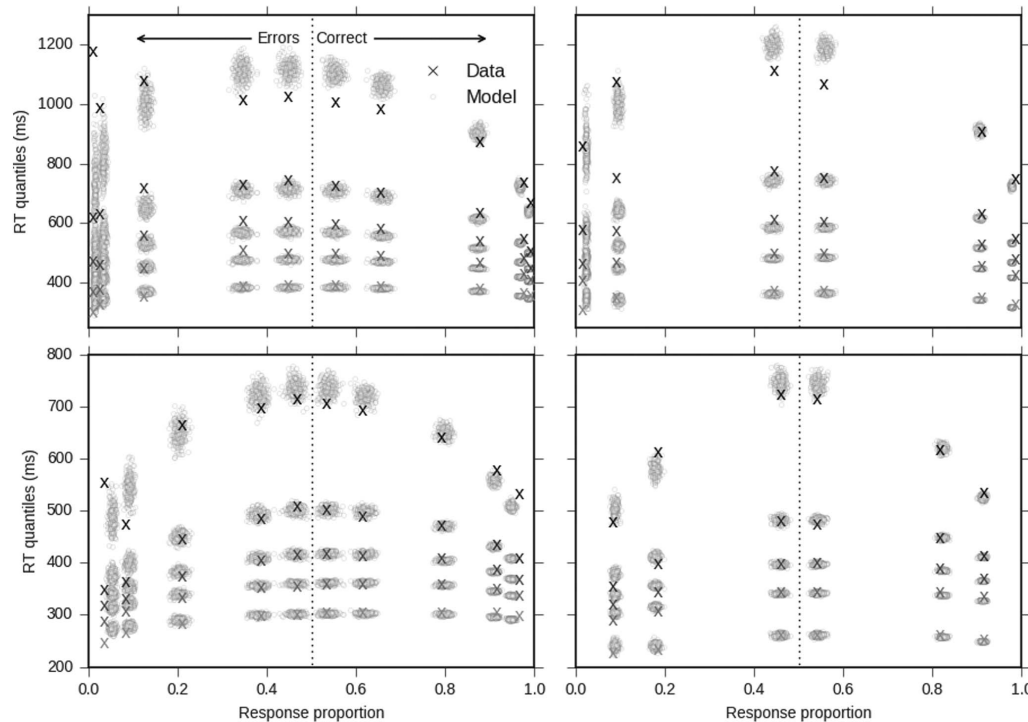 1200
1000
800
600
400
RT quantiles (ms)
Errors Correct
× Data
Model
800
700
600
500
400
300
200
RT quantiles (ms)
0.0 0.2 0.4 0.6 0.8 1.0
Response proportion
0.0 0.2 0.4 0.6 0.8 1.0
Response proportion